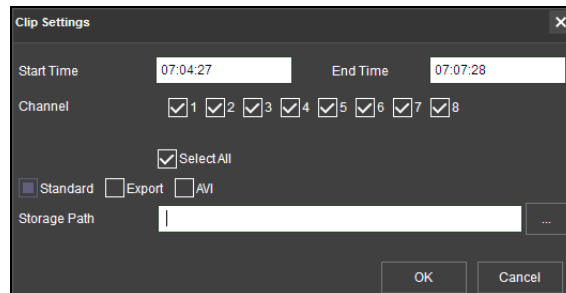 Clip Settings
Start Time 07:04:27 End Time 07:07:28
Channel 1 2 3 4 5 6 7 8
Select All
Standard Export AVI
Storage Path ...
OK Cancel